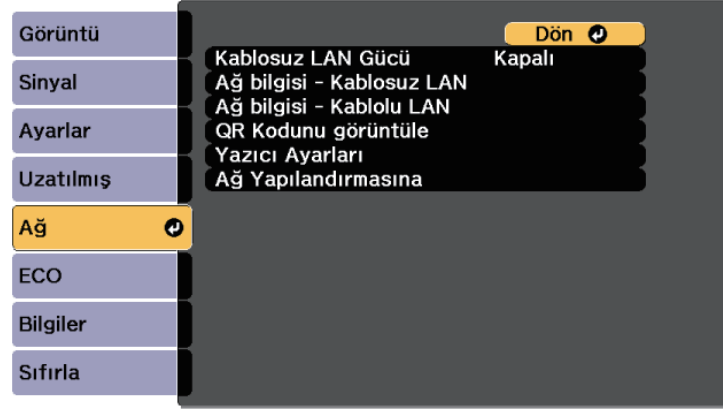 Görüntü
Sinyal
Ayarlar
Uzatılmış
Ağ
ECO
Bilgiler
Sıfırla
Dön
Kablosuz LAN Gücü Kapalı
Ağ bilgisi - Kablosuz LAN
Ağ bilgisi - Kablolu LAN
QR Kodunu görüntüle
Yazıcı Ayarları
Ağ Yapılandırmasına